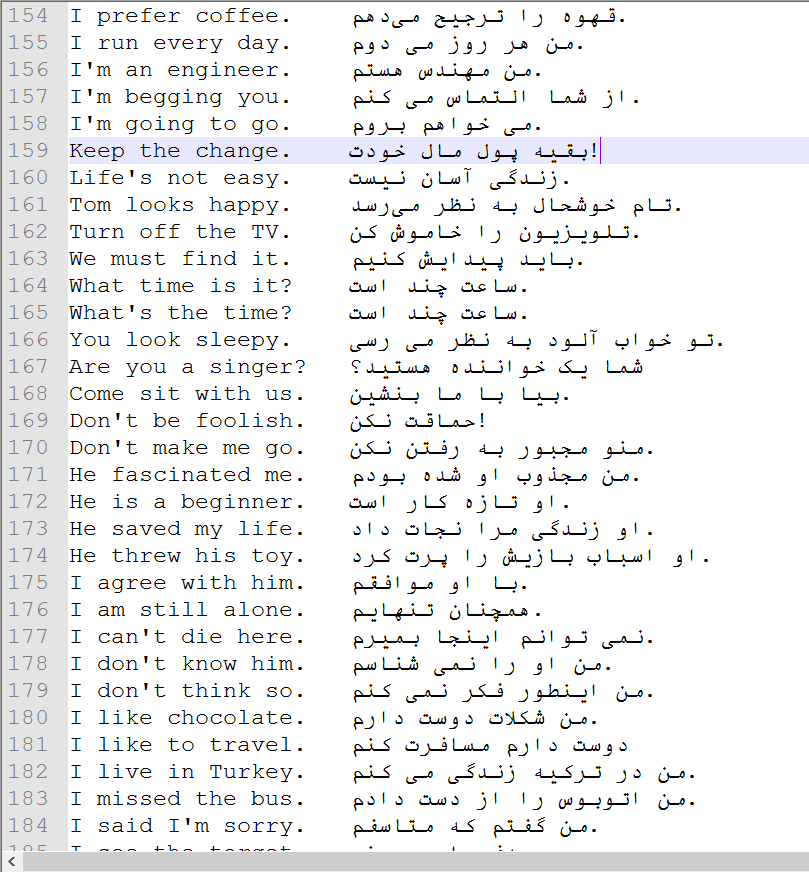 154 I prefer coffee. قهوه را ترجیح می‌دهم.
155 I run every day. من هر روز می دوم.
156 I'm an engineer. من مهندس هستم.
157 I'm begging you. از شما التماس می کنم.
158 I'm going to go. می خواهم بروم.
159 Keep the change. بقیه پول مال خودت!
160 Life's not easy. زندگی آسان نیست.
161 Tom looks happy. تام خوشحال به نظر می‌رسد.
162 Turn off the TV. تلویزیون را خاموش کن.
163 We must find it. باید پیدایش کنیم.
164 What time is it? ساعت چند است.
165 What's the time? ساعت چند است.
166 You look sleepy. تو خواب آلود به نظر می رسی.
167 Are you a singer? شما یک خواننده هستید؟
168 Come sit with us. بیا با ما بنشین.
169 Don't be foolish. حماقت نکن!
170 Don't make me go. منو مجبور به رفتن نکن.
171 He fascinated me. من مجذوب او شده بودم.
172 He is a beginner. او تازه کار است.
173 He saved my life. او زندگی مرا نجات داد.
174 He threw his toy. او اسباب بازیش را پرت کرد.
175 I agree with him. با او موافقم.
176 I am still alone. همچنان تنهایم.
177 I can't die here. نمی توانم اینجا بمیرم.
178 I don't know him. من او را نمی شناسم.
179 I don't think so. من اینطور فکر نمی کنم.
180 I like chocolate. من شکلات دوست دارم.
181 I like to travel. دوست دارم مسافرت کنم
182 I live in Turkey. من در ترکیه زندگی می کنم.
183 I missed the bus. من اتوبوس را از دست دادم.
184 I said I'm sorry. من گفتم که متاسفم.